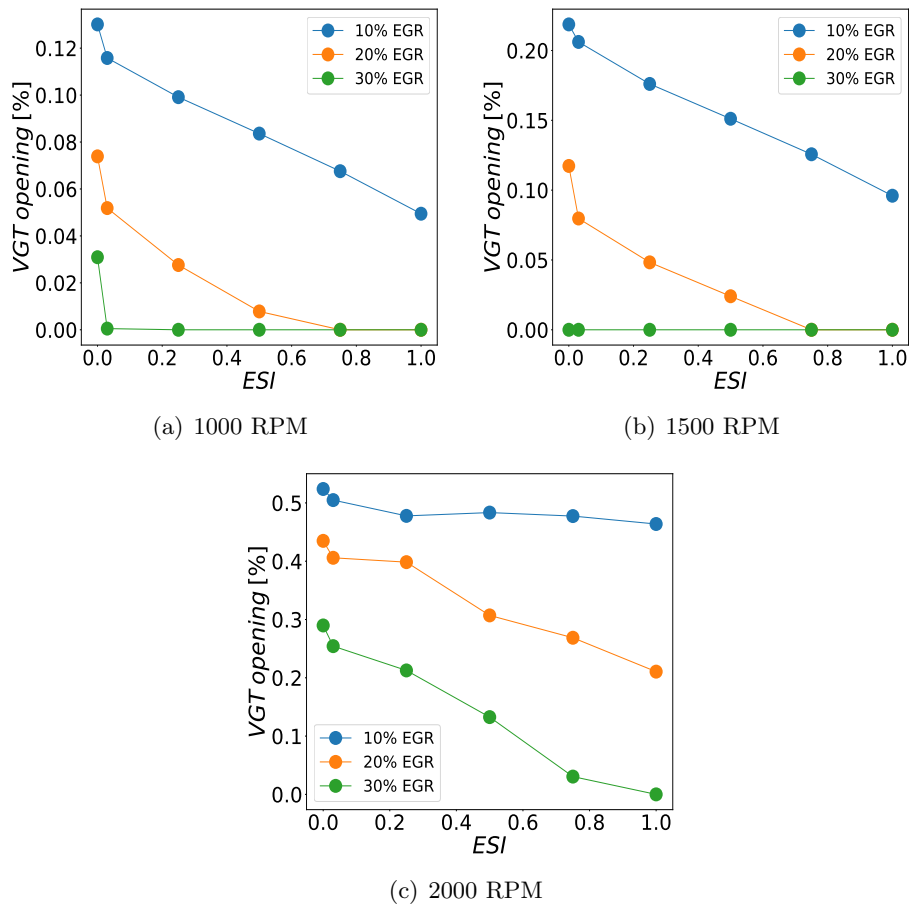 0.12
0.10
0.08
0.06
0.04
0.02
0.00
VGT opening [%]
10% EGR
20% EGR
30% EGR
0.0 0.2 0.4 0.6 0.8 1.0
ESI
(a) 1000 RPM
0.20
0.15
0.10
0.05
0.00
VGT opening [%]
10% EGR
20% EGR
30% EGR
0.0 0.2 0.4 0.6 0.8 1.0
ESI
(b) 1500 RPM
0.5
0.4
0.3
0.2
0.1
0.0
VGT opening [%]
10% EGR
20% EGR
30% EGR
0.0 0.2 0.4 0.6 0.8 1.0
ESI
(c) 2000 RPM